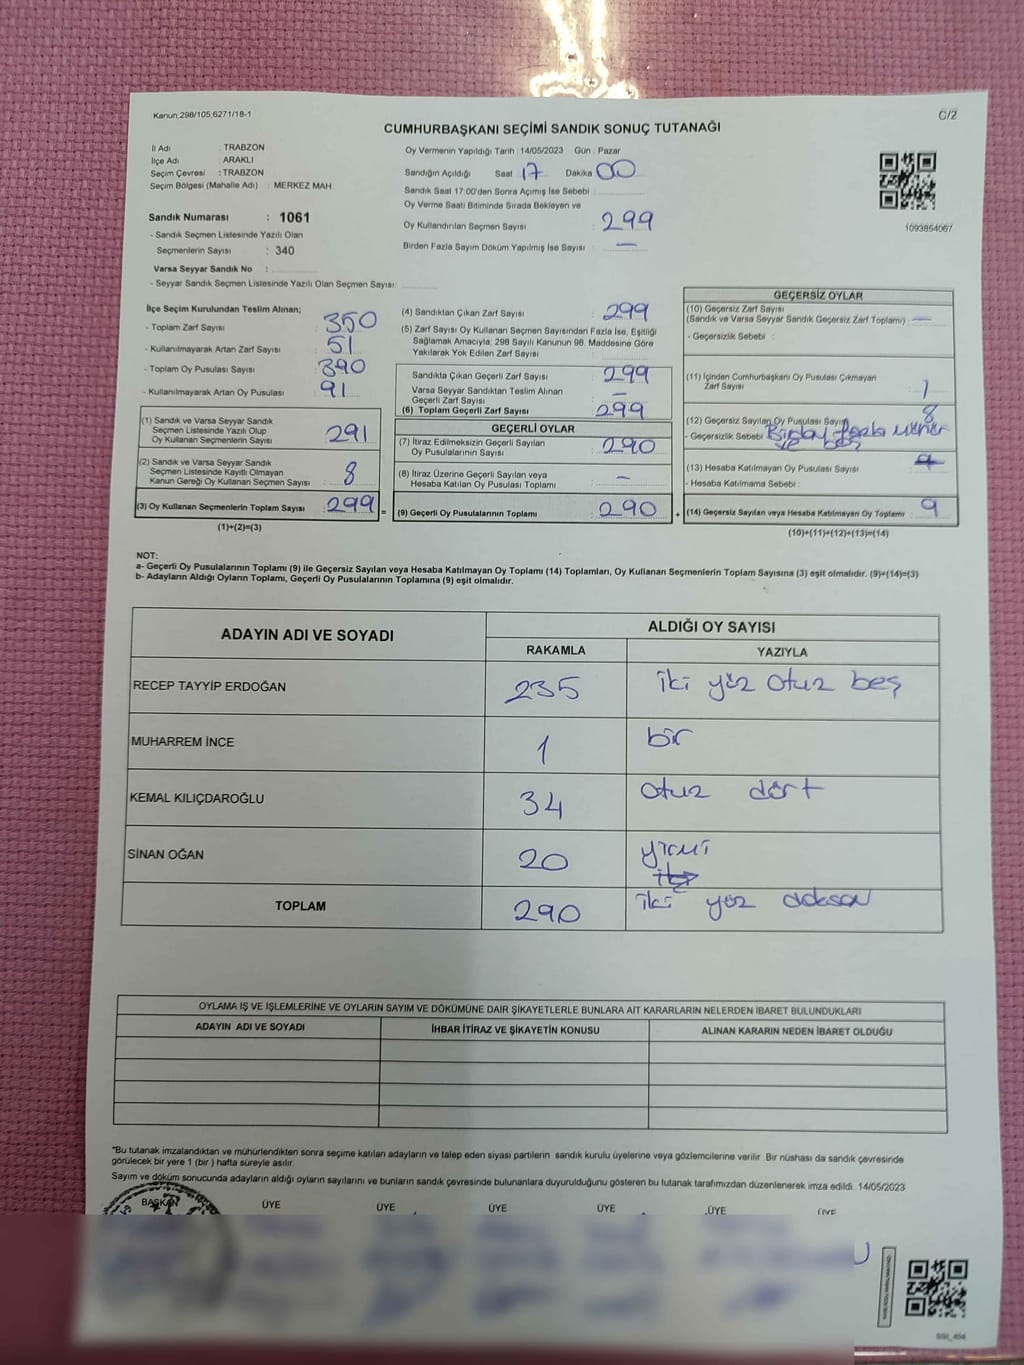 Kanun;298/105,6271/18-1
C/2
CUMHURBAŞKANI SEÇİMİ SANDIK SONUÇ TUTANAĞI
İl Adı : TRABZON
İlçe Adı : ARAKLI
Seçim Çevresi : TRABZON
Seçim Bölgesi (Mahalle Adı) : MERKEZ MAH.
Sandık Numarası : 1061
- Sandık Seçmen Listesinde Yazılı Olan
Seçmenlerin Sayısı : 340
Varsa Seyyar Sandık No :
- Seyyar Sandık Seçmen Listesinde Yazılı Olan Seçmen Sayısı:
Oy Vermenin Yapıldığı Tarih :14/05/2023 Gün : Pazar
Sandığın Açıldığı Saat 17 Dakika 00
Sandık Saat 17:00'den Sonra Açımış İse Sebebi :
Oy Verme Saati Bitiminde Sırada Bekleyen ve
Oy Kullandırılan Seçmen Sayısı : 299
Birden Fazla Sayım Döküm Yapılmış İse Sayısı : —
1093854067
İlçe Seçim Kurulundan Teslim Alınan;
- Toplam Zarf Sayısı : 350
- Kullanılmayarak Artan Zarf Sayısı : 51
- Toplam Oy Pusulası Sayısı : 390
- Kullanılmayarak Artan Oy Pusulası : 91
(1) Sandık ve Varsa Seyyar Sandık
Seçmen Listesinde Yazılı Olup
Oy Kullanan Seçmenlerin Sayısı : 291
(2) Sandık ve Varsa Seyyar Sandık
Seçmen Listesinde Kayıtlı Olmayan
Kanun Gereği Oy Kullanan Seçmen Sayısı : 8
(3) Oy Kullanan Seçmenlerin Toplam Sayısı : 299 =
(1)+(2)=(3)
(4) Sandıktan Çıkan Zarf Sayısı : 299
(5) Zarf Sayısı Oy Kullanan Seçmen Sayısından Fazla İse, Eşitliği
Sağlamak Amacıyla, 298 Sayılı Kanunun 98. Maddesine Göre
Yakılarak Yok Edilen Zarf Sayısı :
Sandıkta Çıkan Geçerli Zarf Sayısı : 299
Varsa Seyyar Sandıktan Teslim Alınan
Geçerli Zarf Sayısı : —
(6) Toplam Geçerli Zarf Sayısı : 299
GEÇERLİ OYLAR
(7) İtiraz Edilmeksizin Geçerli Sayılan
Oy Pusulalarının Sayısı : 290
(8) İtiraz Üzerine Geçerli Sayılan veya
Hesaba Katılan Oy Pusulası Toplamı : —
(9) Geçerli Oy Pusulalarının Toplamı : 290 +
GEÇERSİZ OYLAR
(10) Geçersiz Zarf Sayısı
(Sandık ve Varsa Seyyar Sandık Geçersiz Zarf Toplamı) : —
- Geçersizlik Sebebi :
(11) İçinden Cumhurbaşkanı Oy Pusulası Çıkmayan
Zarf Sayısı : 1
(12) Geçersiz Sayılan Oy Pusulası Sayısı 8
- Geçersizlik Sebebi fazla mühür
(13) Hesaba Katılmayan Oy Pusulası Sayısı :
- Hesaba Katılmama Sebebi :
(14) Geçersiz Sayılan veya Hesaba Katılmayan Oy Toplamı : 9
(10)+(11)+(12)+(13)=(14)
NOT:
a- Geçerli Oy Pusulalarının Toplamı (9) ile Geçersiz Sayılan veya Hesaba Katılmayan Oy Toplamı (14) Toplamları, Oy Kullanan Seçmenlerin Toplam Sayısına (3) eşit olmalıdır. (9)+(14)=(3)
b- Adayların Aldığı Oyların Toplamı, Geçerli Oy Pusulalarının Toplamına (9) eşit olmalıdır.
ADAYIN ADI VE SOYADI
ALDIĞI OY SAYISI
RAKAMLA YAZIYLA
RECEP TAYYİP ERDOĞAN 235 iki yüz otuz beş
MUHARREM İNCE 1 bir
KEMAL KILIÇDAROĞLU 34 otuz dört
SİNAN OĞAN 20 yirmi
TOPLAM 290 iki yüz doksan
OYLAMA İŞ VE İŞLEMLERİNE VE OYLARIN SAYIM VE DÖKÜMÜNE DAİR ŞİKAYETLERLE BUNLARA AİT KARARLARIN NELERDEN İBARET BULUNDUKLARI
ADAYIN ADI VE SOYADI İHBAR İTİRAZ VE ŞİKAYETİN KONUSU ALINAN KARARIN NEDEN İBARET OLDUĞU
"Bu tutanak imzalandıktan ve mühürlendikten sonra seçime katılan adayların ve talep eden siyasi partilerin sandık kurulu üyelerine veya gözlemcilerine verilir .Bir nüshası da sandık çevresinde
görülecek bir yere 1 (bir ) hafta süreyle asılır.
Sayım ve döküm sonucunda adayların aldığı oyların sayılarını ve bunların sandık çevresinde bulunanlara duyurulduğunu gösteren bu tutanak tarafımızdan düzenlenerek imza edildi. 14/05/2023
BAŞKAN ÜYE ÜYE ÜYE ÜYE ÜYE ÜYE